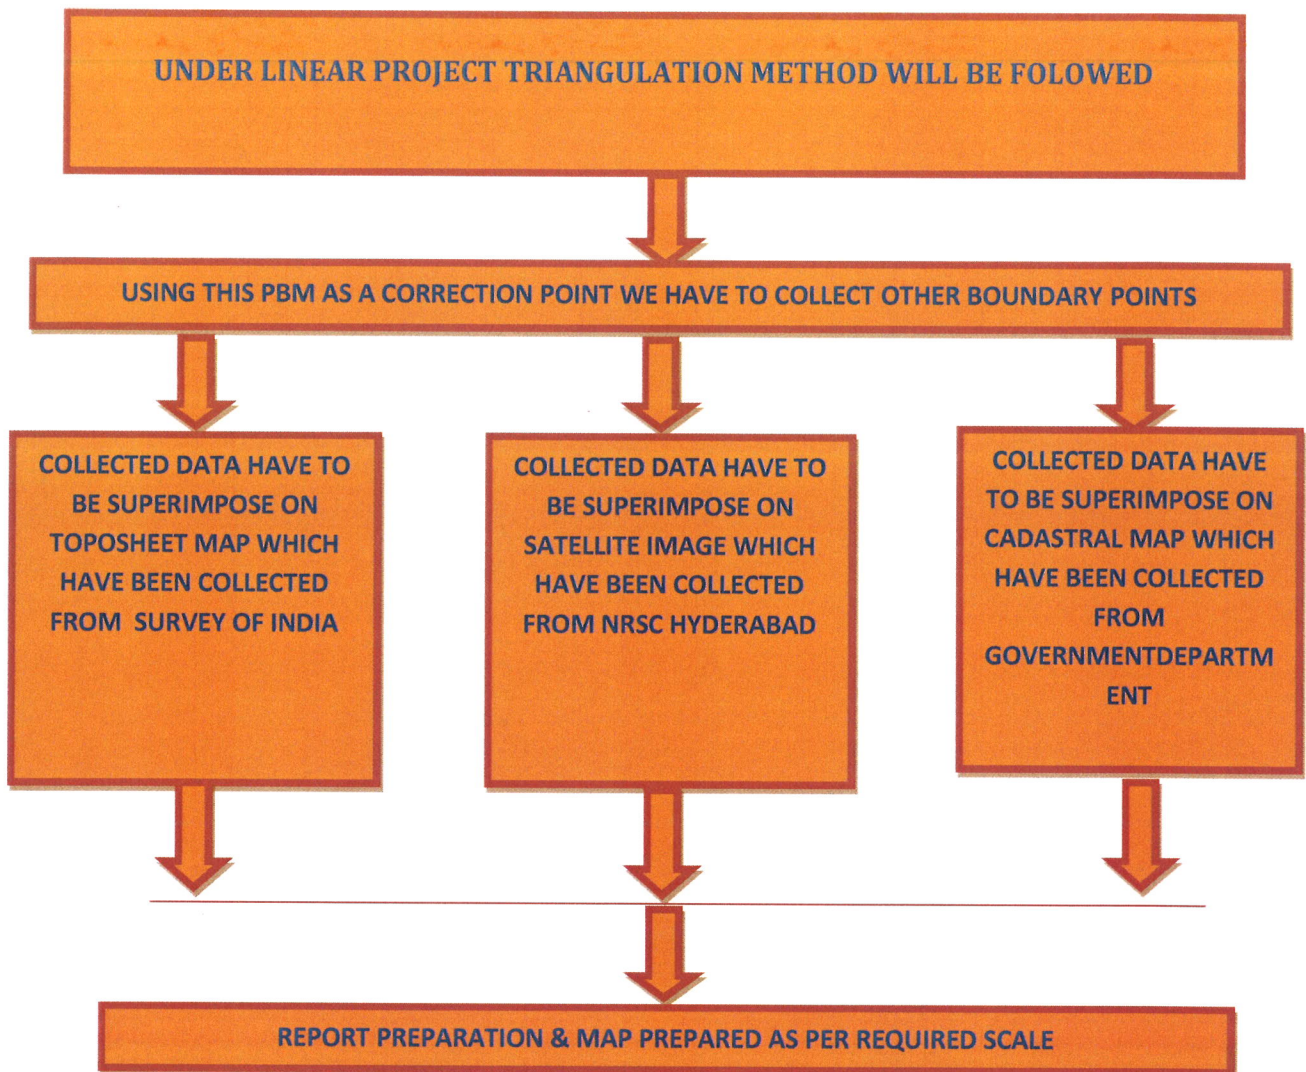 UNDER LINEAR PROJECT TRIANGULATION METHOD WILL BE FOLOWED
USING THIS PBM AS A CORRECTION POINT WE HAVE TO COLLECT OTHER BOUNDARY POINTS
COLLECTED DATA HAVE TO
BE SUPERIMPOSE ON
TOPOSHEET MAP WHICH
HAVE BEEN COLLECTED
FROM SURVEY OF INDIA
COLLECTED DATA HAVE TO
BE SUPERIMPOSE ON
SATELLITE IMAGE WHICH
HAVE BEEN COLLECTED
FROM NRSC HYDERABAD
COLLECTED DATA HAVE
TO BE SUPERIMPOSE ON
CADASTRAL MAP WHICH
HAVE BEEN COLLECTED
FROM
GOVERNMENTDEPARTM
ENT
REPORT PREPARATION & MAP PREPARED AS PER REQUIRED SCALE